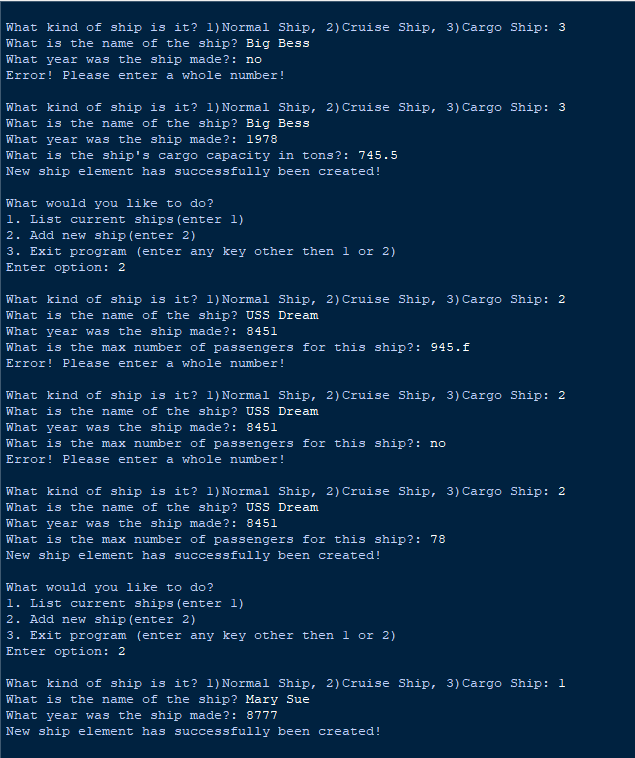 What kind of ship is it? 1)Normal Ship, 2)Cruise Ship, 3)Cargo Ship: 3
What is the name of the ship? Big Bess
What year was the ship made?: no
Error! Please enter a whole number!
What kind of ship is it? 1)Normal Ship, 2)Cruise Ship, 3)Cargo Ship: 3
What is the name of the ship? Big Bess
What year was the ship made?: 1978
What is the ship's cargo capacity in tons?: 745.5
New ship element has successfully been created!
What would you like to do?
1. List current ships(enter 1)
2. Add new ship(enter 2)
3. Exit program (enter any key other then 1 or 2)
Enter option: 2
What kind of ship is it? 1)Normal Ship, 2)Cruise Ship, 3)Cargo Ship: 2
What is the name of the ship? USS Dream
What year was the ship made?: 8451
What is the max number of passengers for this ship?: 945.f
Error! Please enter a whole number!
What kind of ship is it? 1)Normal Ship, 2)Cruise Ship, 3)Cargo Ship: 2
What is the name of the ship? USS Dream
What year was the ship made?: 8451
What is the max number of passengers for this ship?: no
Error! Please enter a whole number!
What kind of ship is it? 1)Normal Ship, 2)Cruise Ship, 3)Cargo Ship: 2
What is the name of the ship? USS Dream
What year was the ship made?: 8451
What is the max number of passengers for this ship?: 78
New ship element has successfully been created!
What would you like to do?
1. List current ships(enter 1)
2. Add new ship(enter 2)
3. Exit program (enter any key other then 1 or 2)
Enter option: 2
What kind of ship is it? 1)Normal Ship, 2)Cruise Ship, 3)Cargo Ship: 1
What is the name of the ship? Mary Sue
What year was the ship made?: 8777
New ship element has successfully been created!